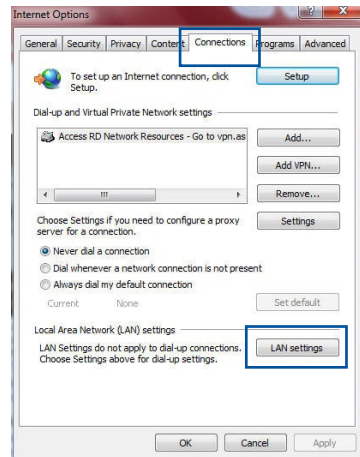 Internet Options
General Security Privacy Content Connections Programs Advanced
To set up an Internet connection, click
Setup.
Setup
Dial-up and Virtual Private Network settings
Access RD Network Resources - Go to vpn.as
Add...
Add VPN...
Remove...
Choose Settings if you need to configure a proxy
server for a connection.
Settings
Never dial a connection
Dial whenever a network connection is not present
Always dial my default connection
Current None
Set default
Local Area Network (LAN) settings
LAN Settings do not apply to dial-up connections.
Choose Settings above for dial-up settings.
LAN settings
OK Cancel Apply